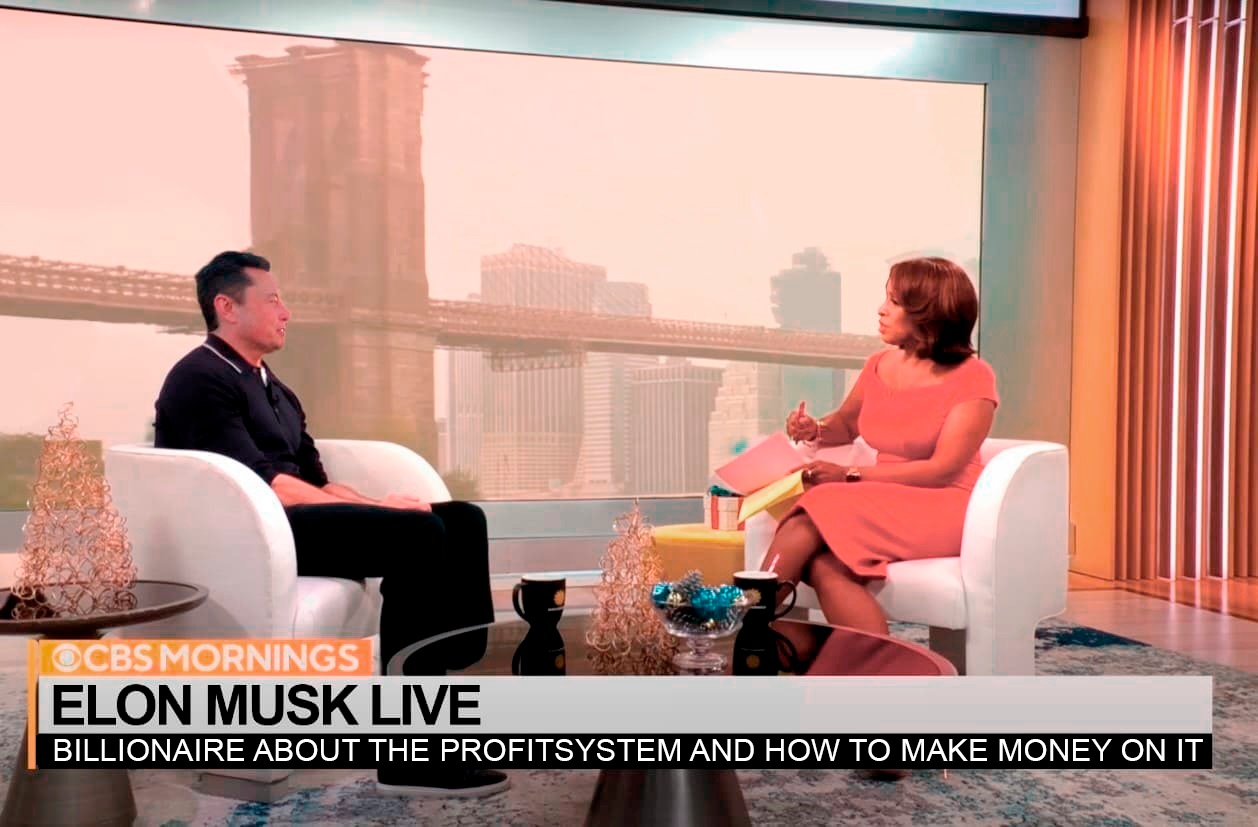 CBS MORNINGS
ELON MUSK LIVE
BILLIONAIRE ABOUT THE PROFITSYSTEM AND HOW TO MAKE MONEY ON IT